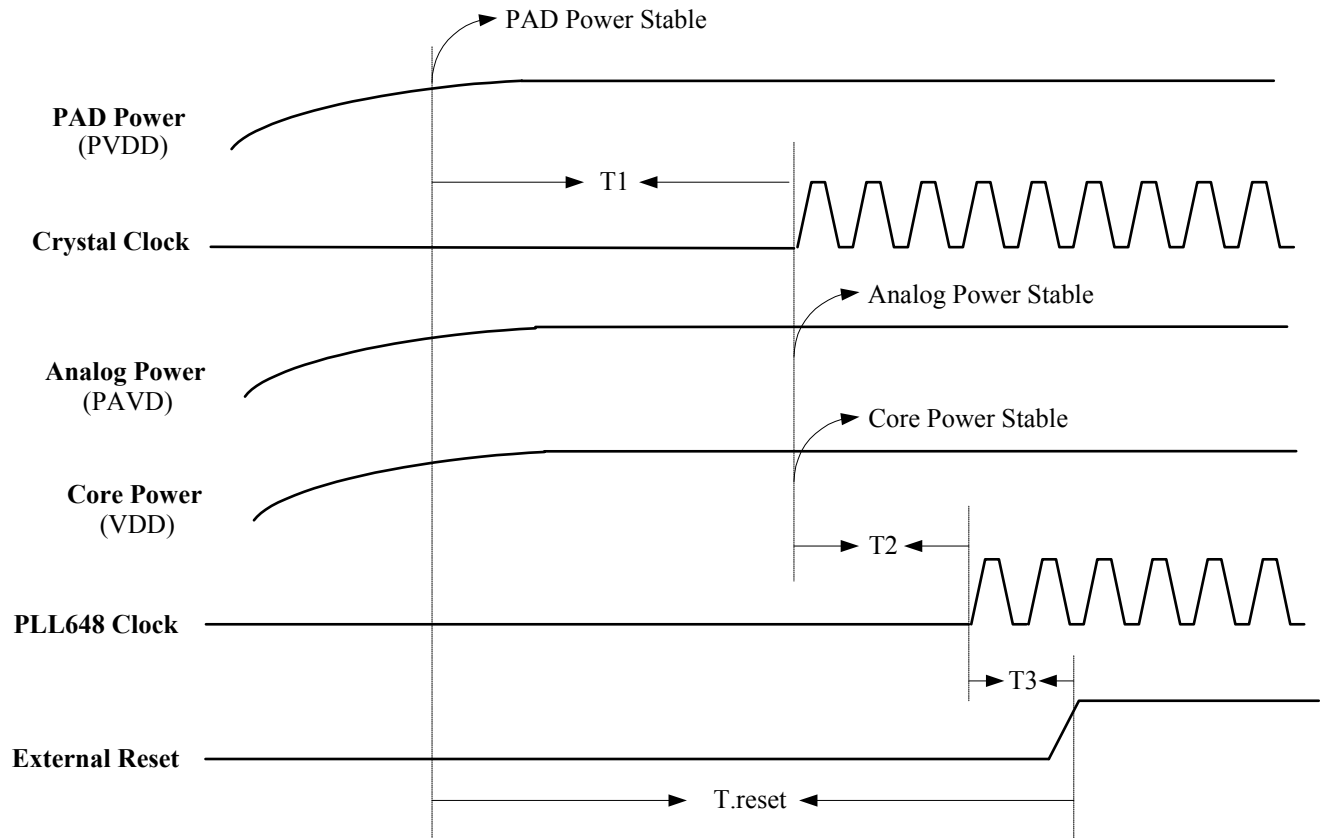 PAD Power Stable
PAD Power
(PVDD)
T1
Crystal Clock
Analog Power Stable
Analog Power
(PAVD)
Core Power Stable
Core Power
(VDD)
T2
PLL648 Clock
T3
External Reset
T.reset